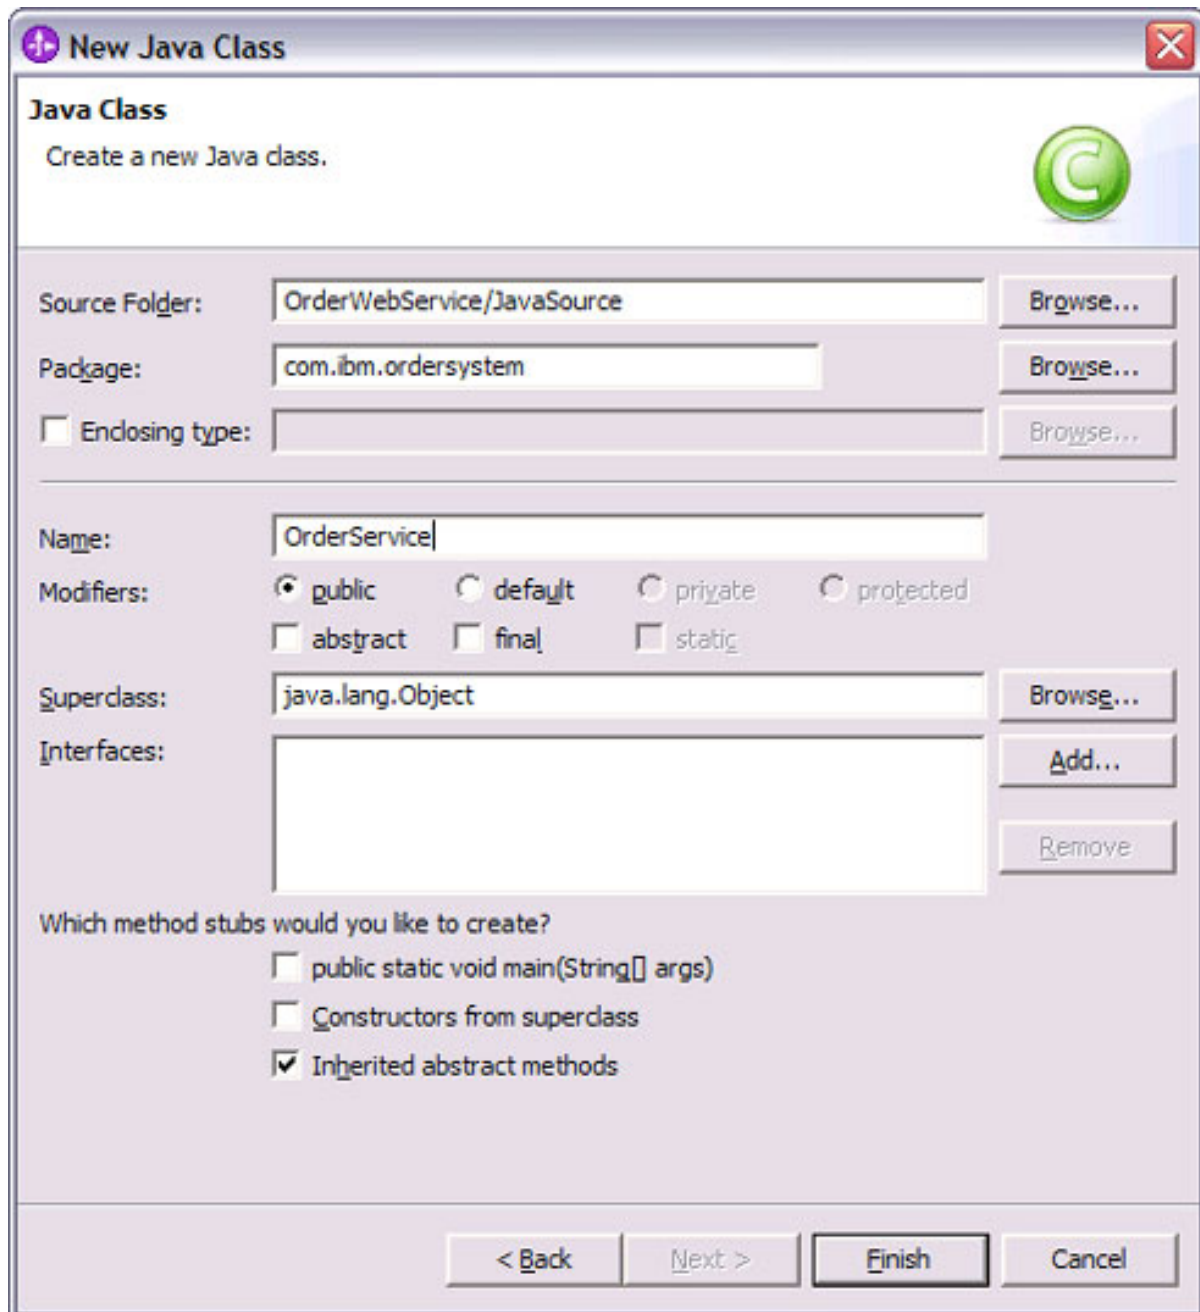 New Java Class
Java Class
Create a new Java class.
Source Folder: OrderWebService/JavaSource Browse...
Package: com.ibm.ordersystem Browse...
Enclosing type: Browse...
Name: OrderService
Modifiers: public default private protected
abstract final static
Superclass: java.lang.Object Browse...
Interfaces: Add...
Remove
Which method stubs would you like to create?
public static void main(String[] args)
Constructors from superclass
Inherited abstract methods
< Back Next > Finish Cancel